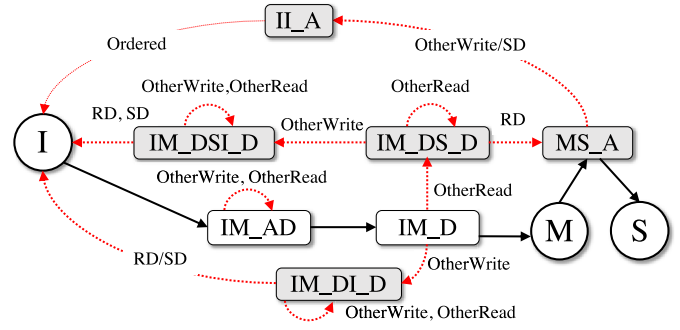 II_A
Ordered
OtherWrite/SD
OtherWrite,OtherRead
OtherRead
RD, SD
OtherWrite
RD
I
IM_DSI_D
IM_DS_D
MS_A
OtherWrite, OtherRead
OtherRead
IM_AD
IM_D
M
S
RD/SD
OtherWrite
IM_DI_D
OtherWrite, OtherRead